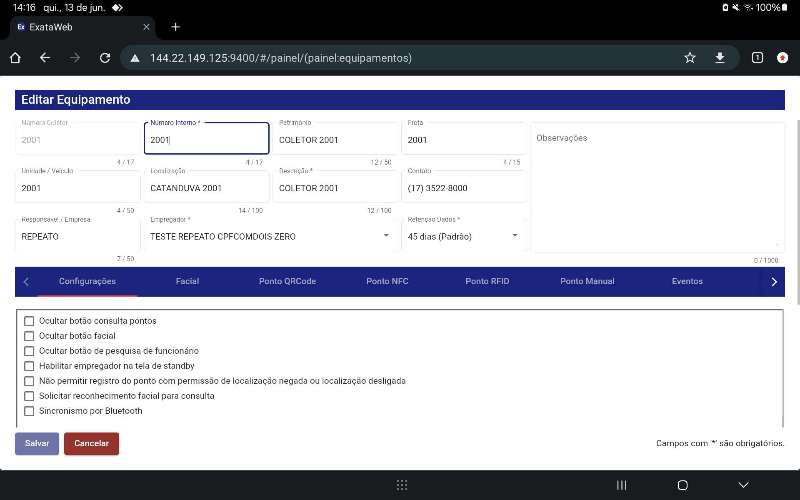 14:16 qui., 13 de jun. 100%
ExataWeb
144.22.149.125:9400/#/painel/(painel:equipamentos)
1
Editar Equipamento
Número Coletor
2001
4 / 17
Número Interno *
2001
4 / 17
Patrimônio
COLETOR 2001
12 / 50
Prefixo
2001
4 / 15
Observações
0 / 1000
Unidade / Veículo
2001
4 / 50
Localização
CATANDUVA 2001
14 / 100
Descrição *
COLETOR 2001
12 / 100
Contato
(17) 3522-8000
Responsável / Empresa
REPEATO
7 / 50
Empregador *
TESTE REPEATO CPFCOMDOIS ZERO
Retenção Dados *
45 dias (Padrão)
Configurações Facial Ponto QRCode Ponto NFC Ponto RFID Ponto Manual Eventos
Ocultar botão consulta pontos
Ocultar botão facial
Ocultar botão de pesquisa de funcionário
Habilitar empregador na tela de standby
Não permitir registro do ponto com permissão de localização negada ou localização desligada
Solicitar reconhecimento facial para consulta
Sincronismo por Bluetooth
Salvar Cancelar
Campos com '*' são obrigatórios.